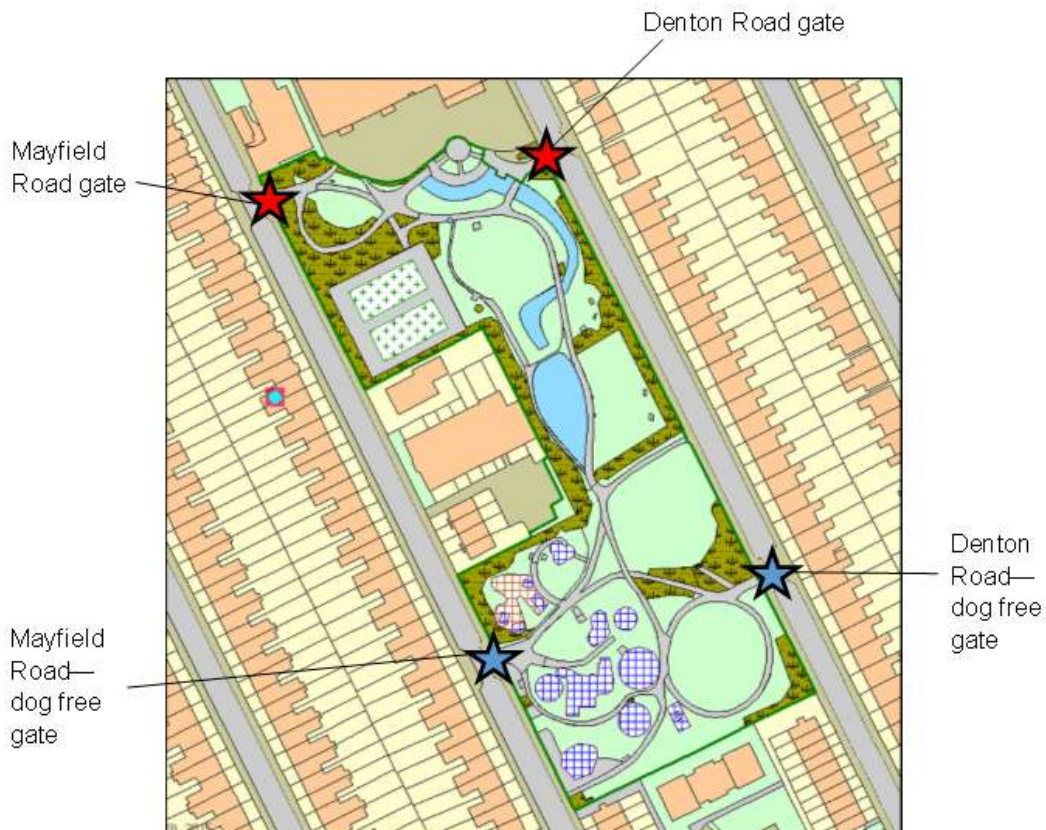 Denton Road gate
Mayfield
Road gate
Denton
Road—
dog free
gate
Mayfield
Road—
dog free
gate